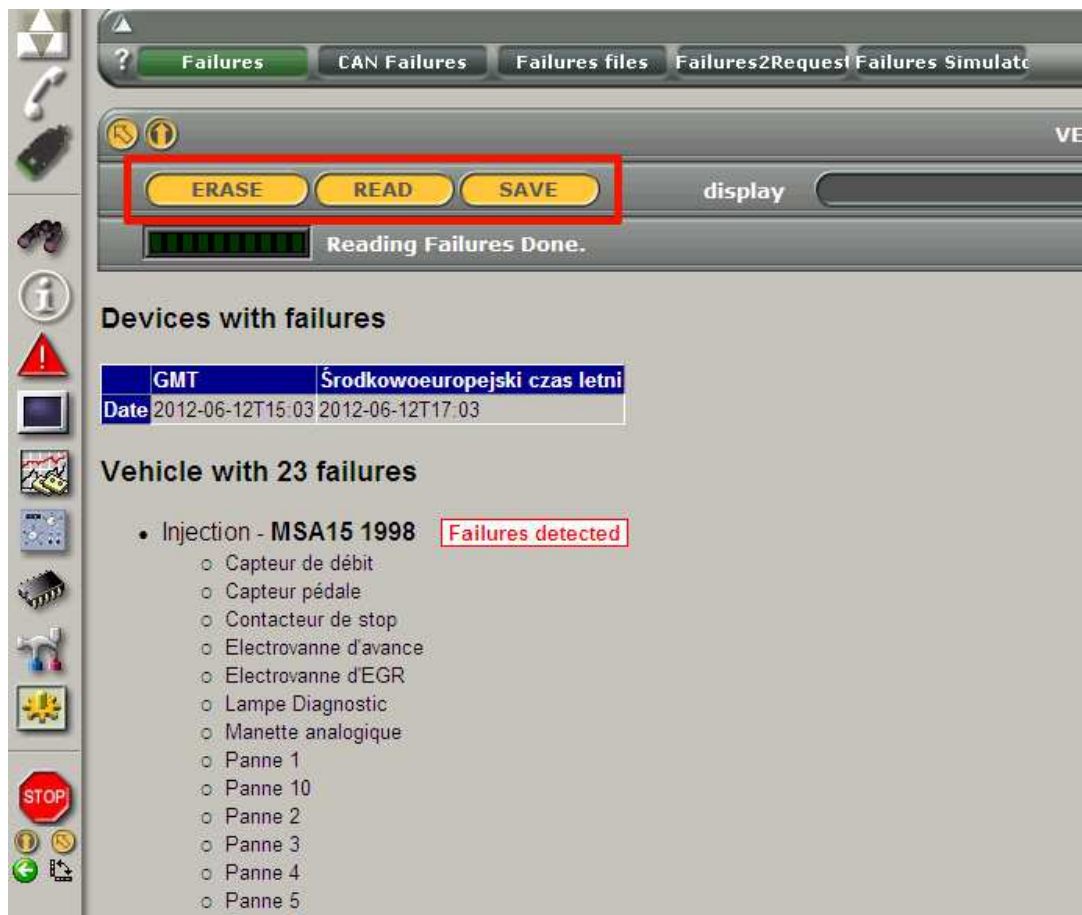 ? Failures CAN Failures Failures files Failures2Request Failures Simulato
VE
ERASE READ SAVE display
Reading Failures Done.
Devices with failures
GMT Środkowoeuropejski czas letni
Date 2012-06-12T15:03 2012-06-12T17:03
Vehicle with 23 failures
• Injection - MSA15 1998 Failures detected
○ Capteur de débit
○ Capteur pédale
○ Contacteur de stop
○ Electrovanne d'avance
○ Electrovanne d'EGR
○ Lampe Diagnostic
○ Manette analogique
○ Panne 1
○ Panne 10
○ Panne 2
○ Panne 3
○ Panne 4
○ Panne 5
STOP